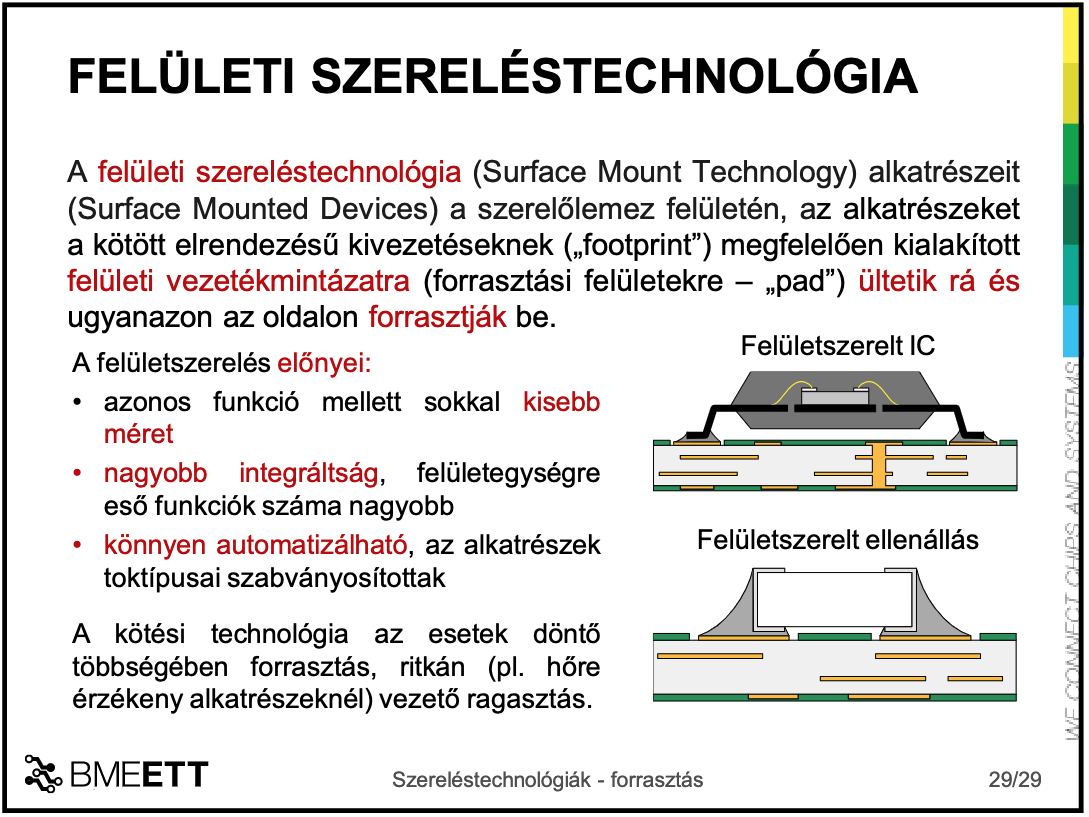 FELÜLETI SZERELÉSTECHNOLÓGIA
A felületi szereléstechnológia (Surface Mount Technology) alkatrészeit
(Surface Mounted Devices) a szerelőlemez felületén, az alkatrészeket
a kötött elrendezésű kivezetéseknek („footprint”) megfelelően kialakított
felületi vezetékmintázatra (forrasztási felületekre – „pad”) ültetik rá és
ugyanazon az oldalon forrasztják be.
A felületszerelés előnyei:
• azonos funkció mellett sokkal kisebb
méret
• nagyobb integráltság, felületegységre
eső funkciók száma nagyobb
• könnyen automatizálható, az alkatrészek
toktípusai szabványosítottak
A kötési technológia az esetek döntő
többségében forrasztás, ritkán (pl. hőre
érzékeny alkatrészeknél) vezető ragasztás.
Felületszerelt IC
Felületszerelt ellenállás
WE CONNECT CHIPS AND SYSTEMS
BMEETT
Szereléstechnológiák - forrasztás
29/29